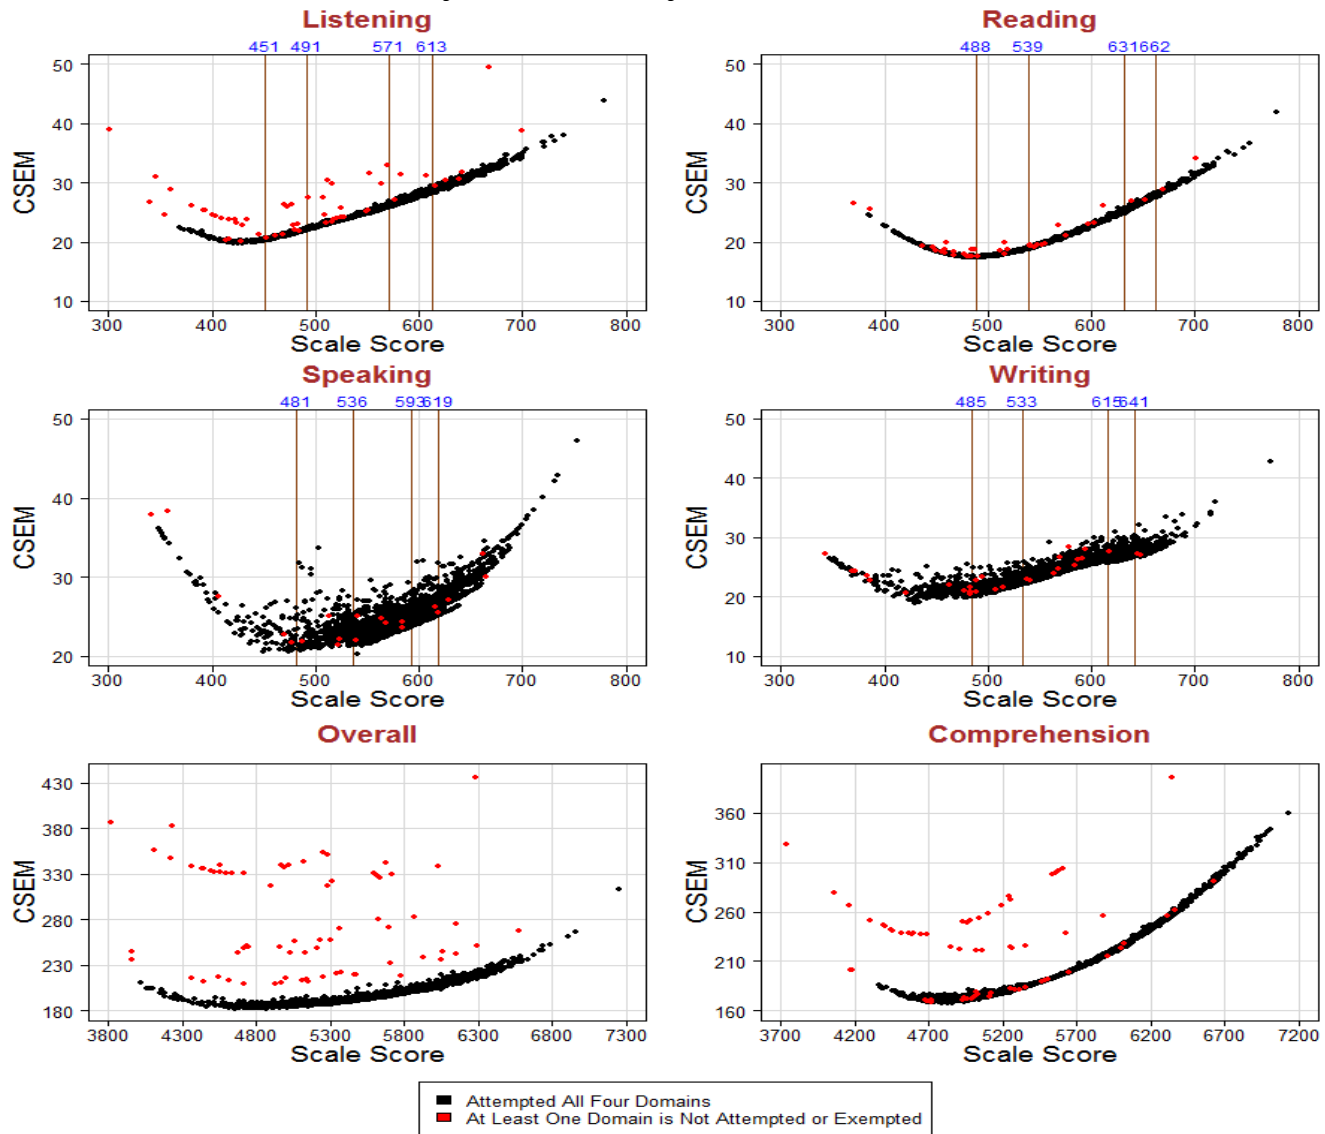 Listening
451 491 571 613
50
40
30
20
10
CSEM
300 400 500 600 700 800
Scale Score
Reading
488 539 631 662
50
40
30
20
10
CSEM
300 400 500 600 700 800
Scale Score
Speaking
481 536 593 619
50
40
30
20
CSEM
300 400 500 600 700 800
Scale Score
Writing
485 533 615 641
50
40
30
20
10
CSEM
300 400 500 600 700 800
Scale Score
Overall
430
380
330
280
230
180
CSEM
3800 4300 4800 5300 5800 6300 6800 7300
Scale Score
Comprehension
360
310
260
210
160
CSEM
3700 4200 4700 5200 5700 6200 6700 7200
Scale Score
Attempted All Four Domains
At Least One Domain is Not Attempted or Exempted